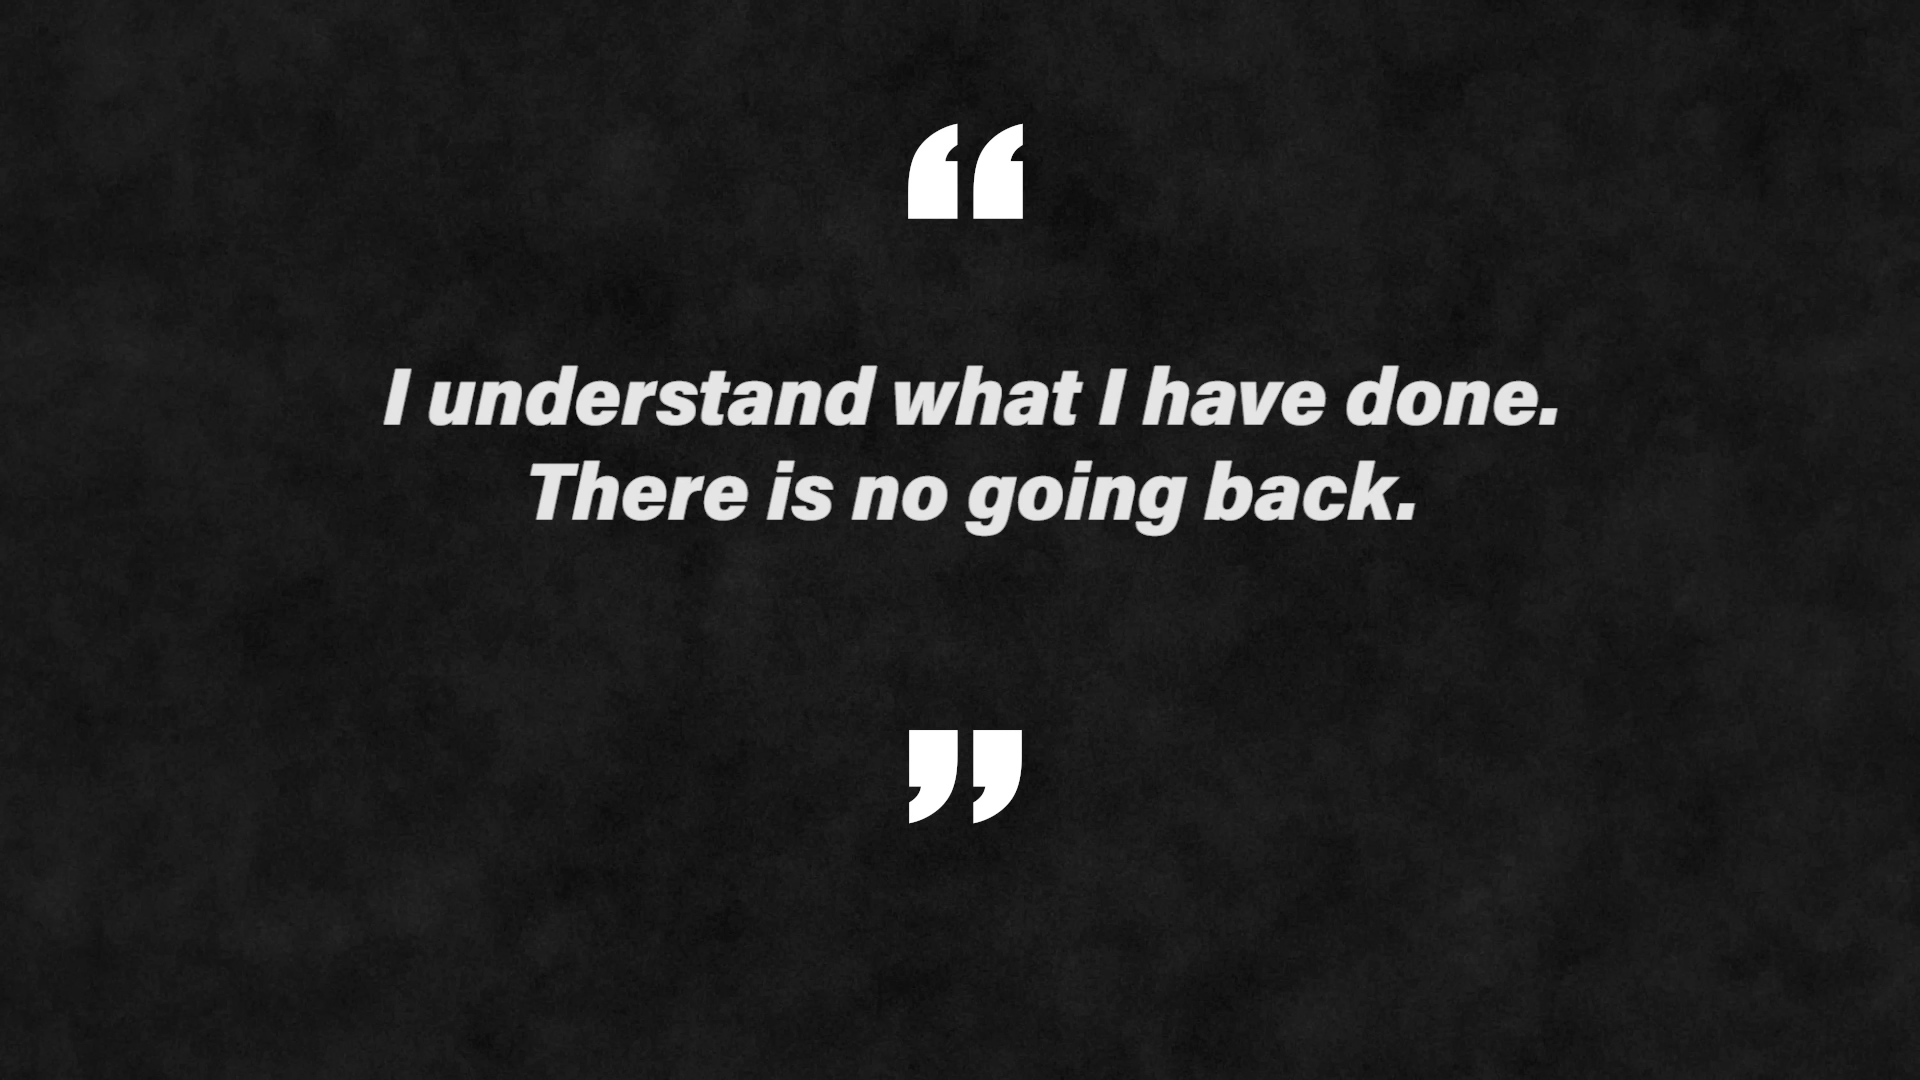 “
I understand what I have done.
There is no going back.
”